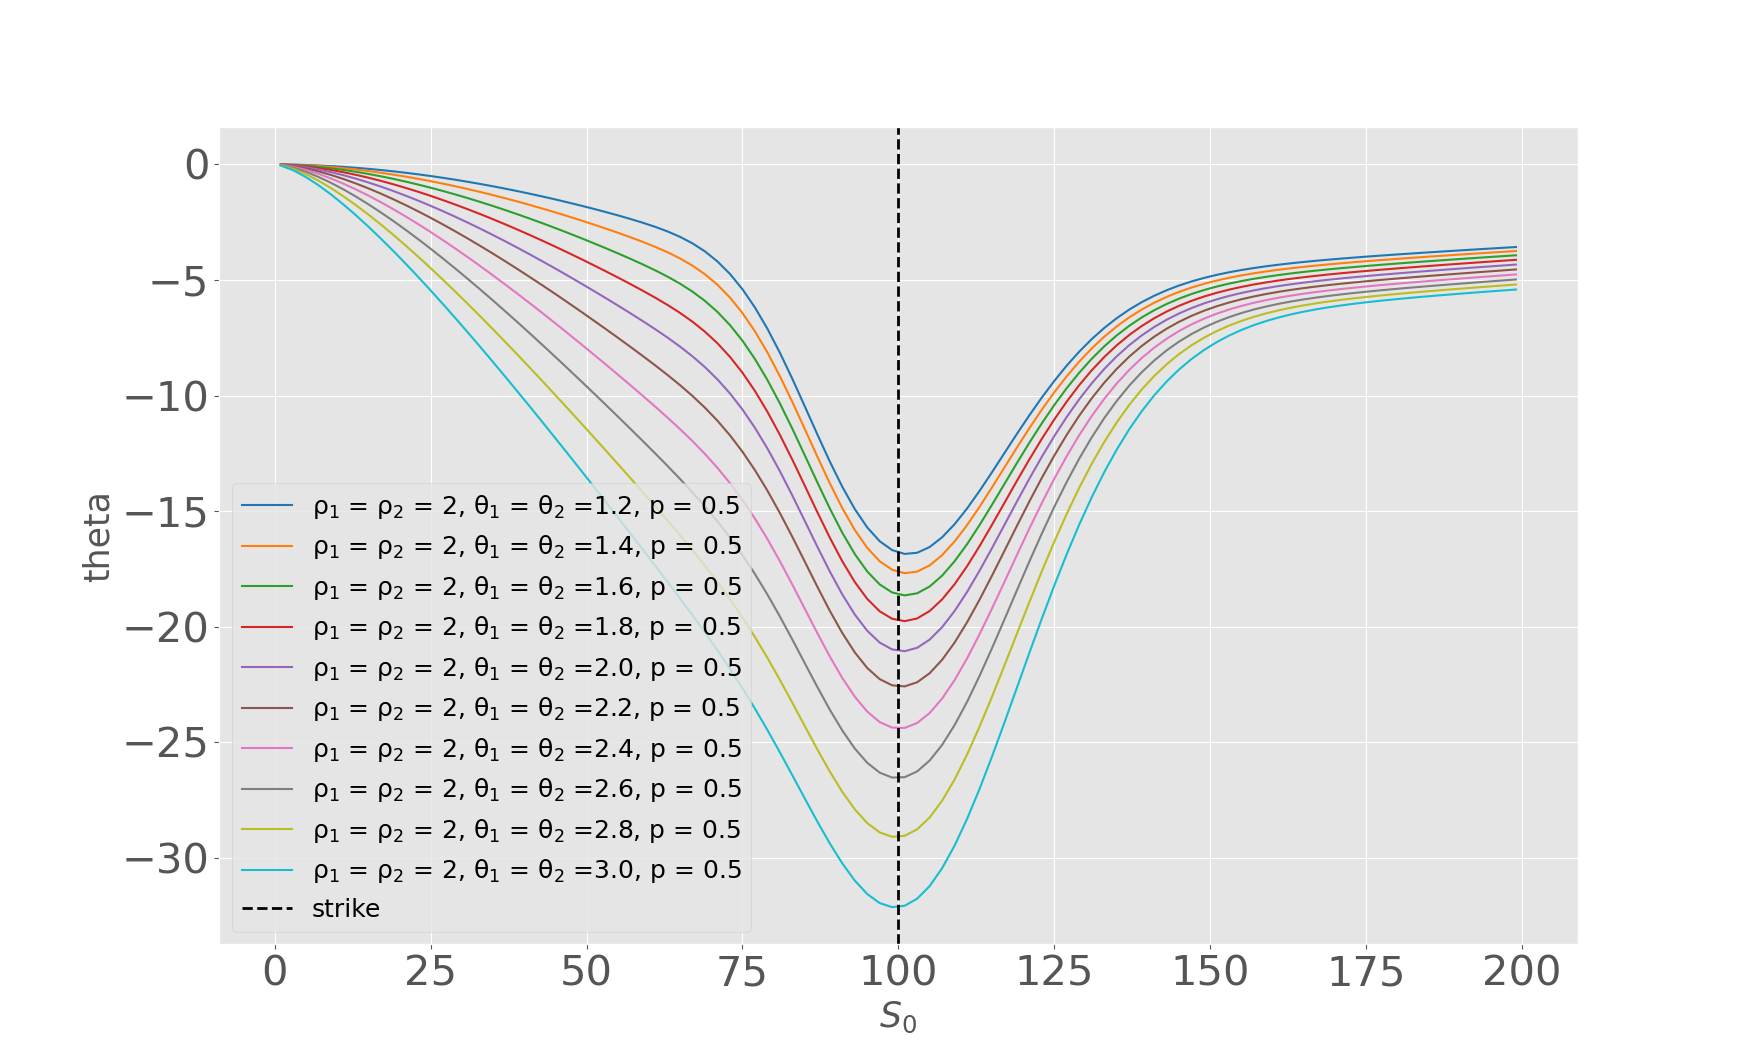 0
−5
−10
−15
−20
−25
−30
theta
ρ₁ = ρ₂ = 2, θ₁ = θ₂ =1.2, p = 0.5
ρ₁ = ρ₂ = 2, θ₁ = θ₂ =1.4, p = 0.5
ρ₁ = ρ₂ = 2, θ₁ = θ₂ =1.6, p = 0.5
ρ₁ = ρ₂ = 2, θ₁ = θ₂ =1.8, p = 0.5
ρ₁ = ρ₂ = 2, θ₁ = θ₂ =2.0, p = 0.5
ρ₁ = ρ₂ = 2, θ₁ = θ₂ =2.2, p = 0.5
ρ₁ = ρ₂ = 2, θ₁ = θ₂ =2.4, p = 0.5
ρ₁ = ρ₂ = 2, θ₁ = θ₂ =2.6, p = 0.5
ρ₁ = ρ₂ = 2, θ₁ = θ₂ =2.8, p = 0.5
ρ₁ = ρ₂ = 2, θ₁ = θ₂ =3.0, p = 0.5
strike
0 25 50 75 100 125 150 175 200
S₀